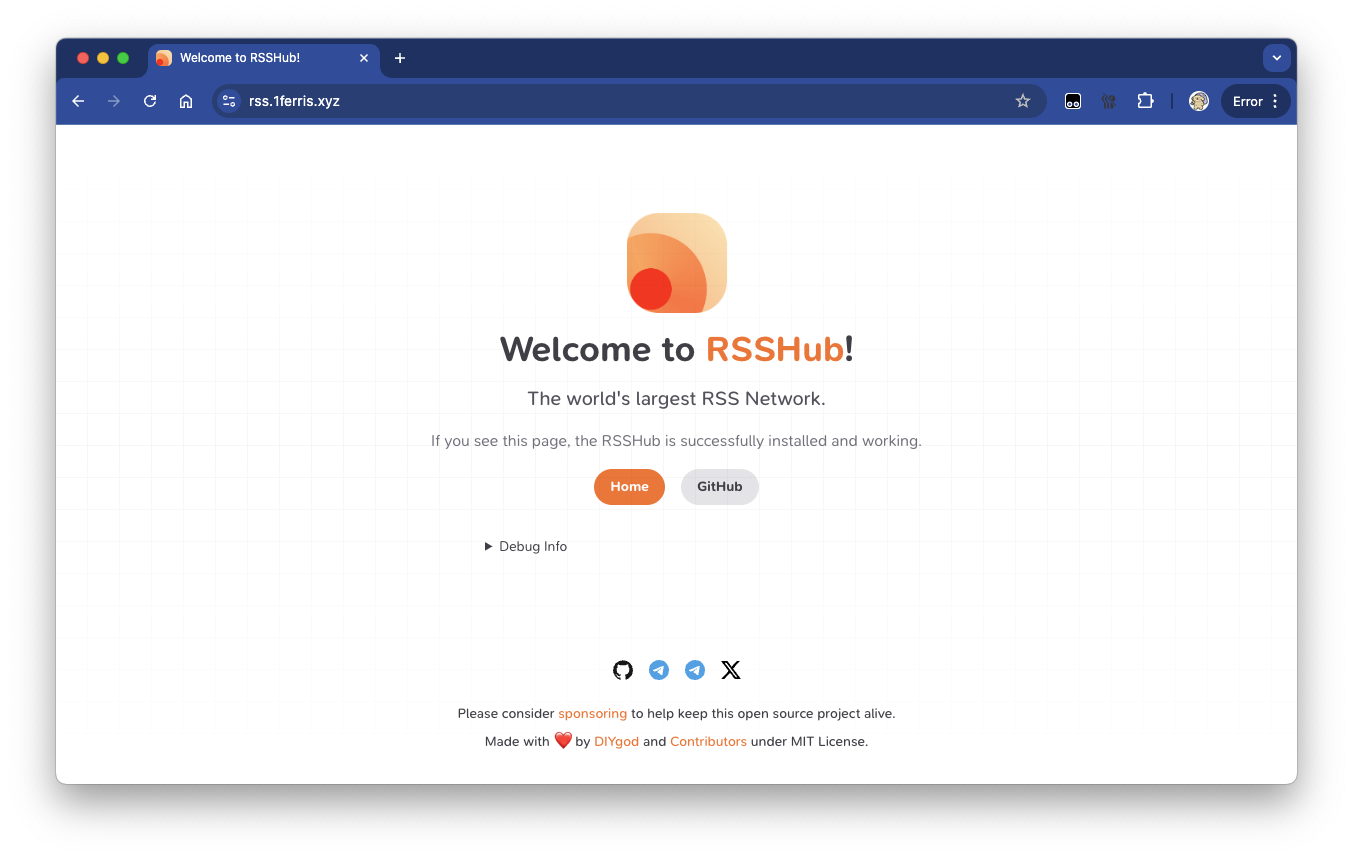 Welcome to RSSHub!
rss.1ferris.xyz
Error
Welcome to RSSHub!
The world's largest RSS Network.
If you see this page, the RSSHub is successfully installed and working.
Home GitHub
Debug Info
Please consider sponsoring to help keep this open source project alive.
Made with ❤️ by DIYgod and Contributors under MIT License.